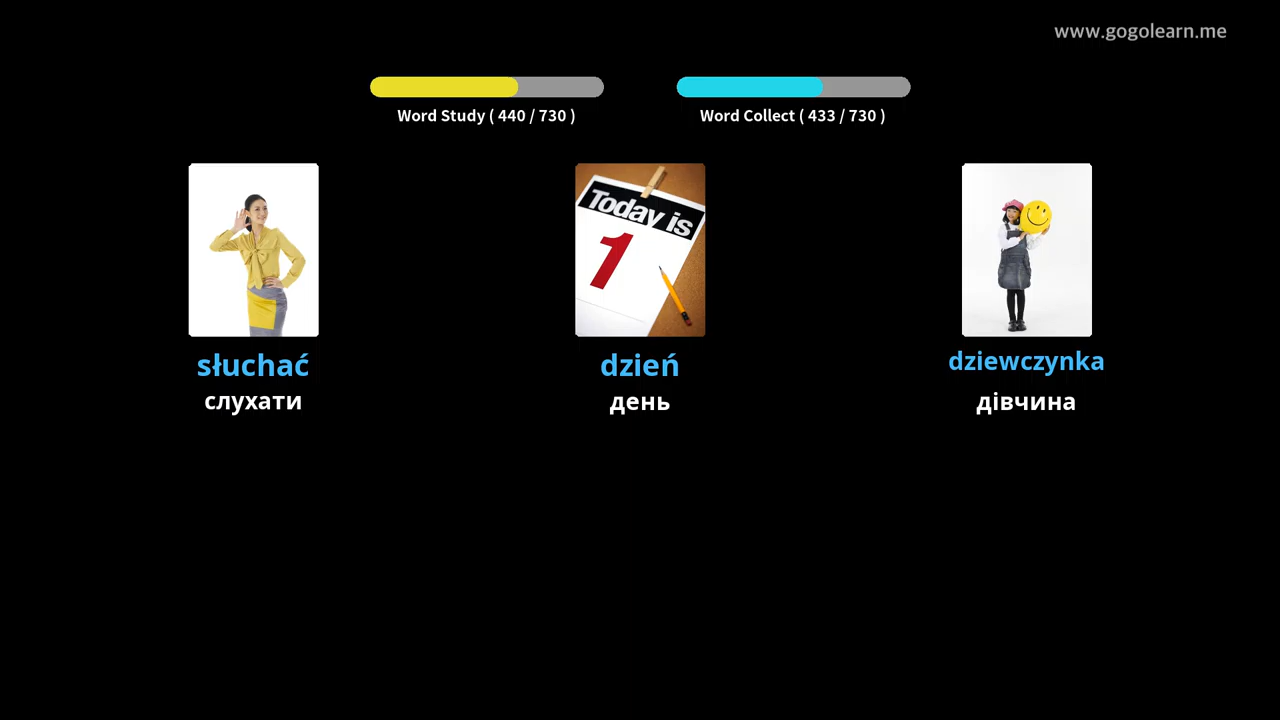 www.gogolearn.me
Word Study ( 440 / 730 )
Word Collect ( 433 / 730 )
Today is
1
słuchać
dzień
dziewczynka
слухати
день
дівчина